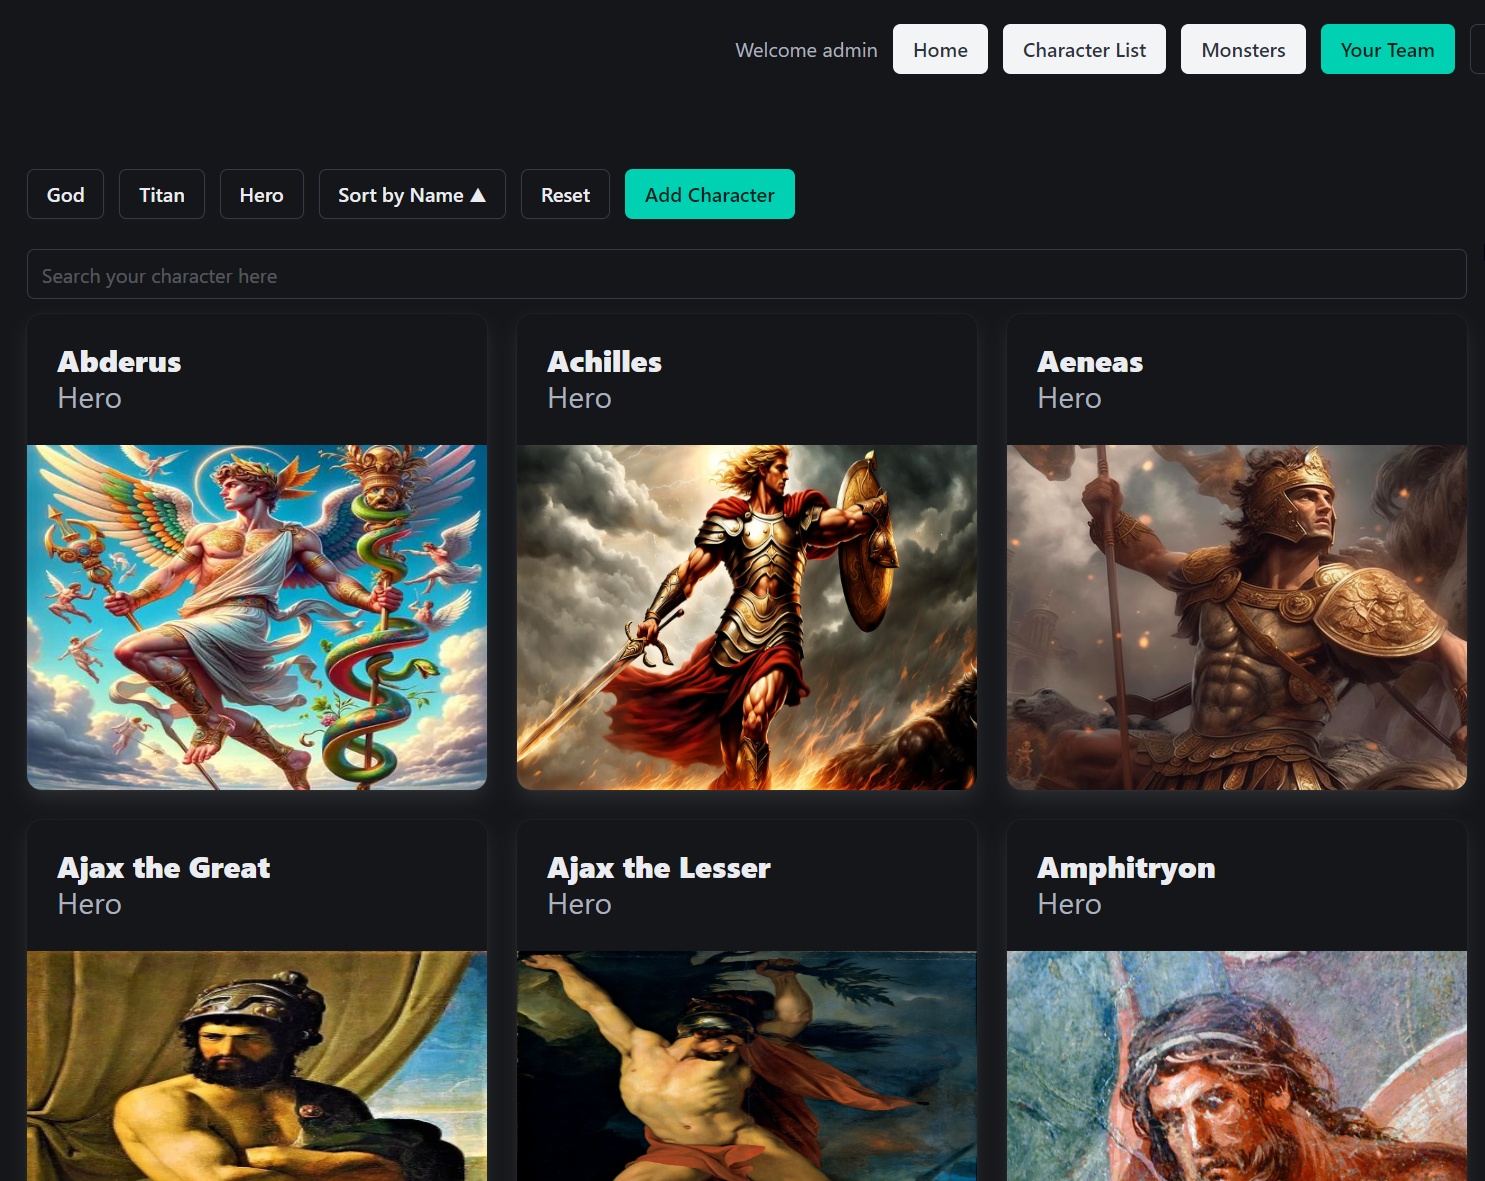 Welcome admin Home Character List Monsters Your Team
God Titan Hero Sort by Name ▲ Reset Add Character
Search your character here
Abderus
Hero
Achilles
Hero
Aeneas
Hero
Ajax the Great
Hero
Ajax the Lesser
Hero
Amphitryon
Hero